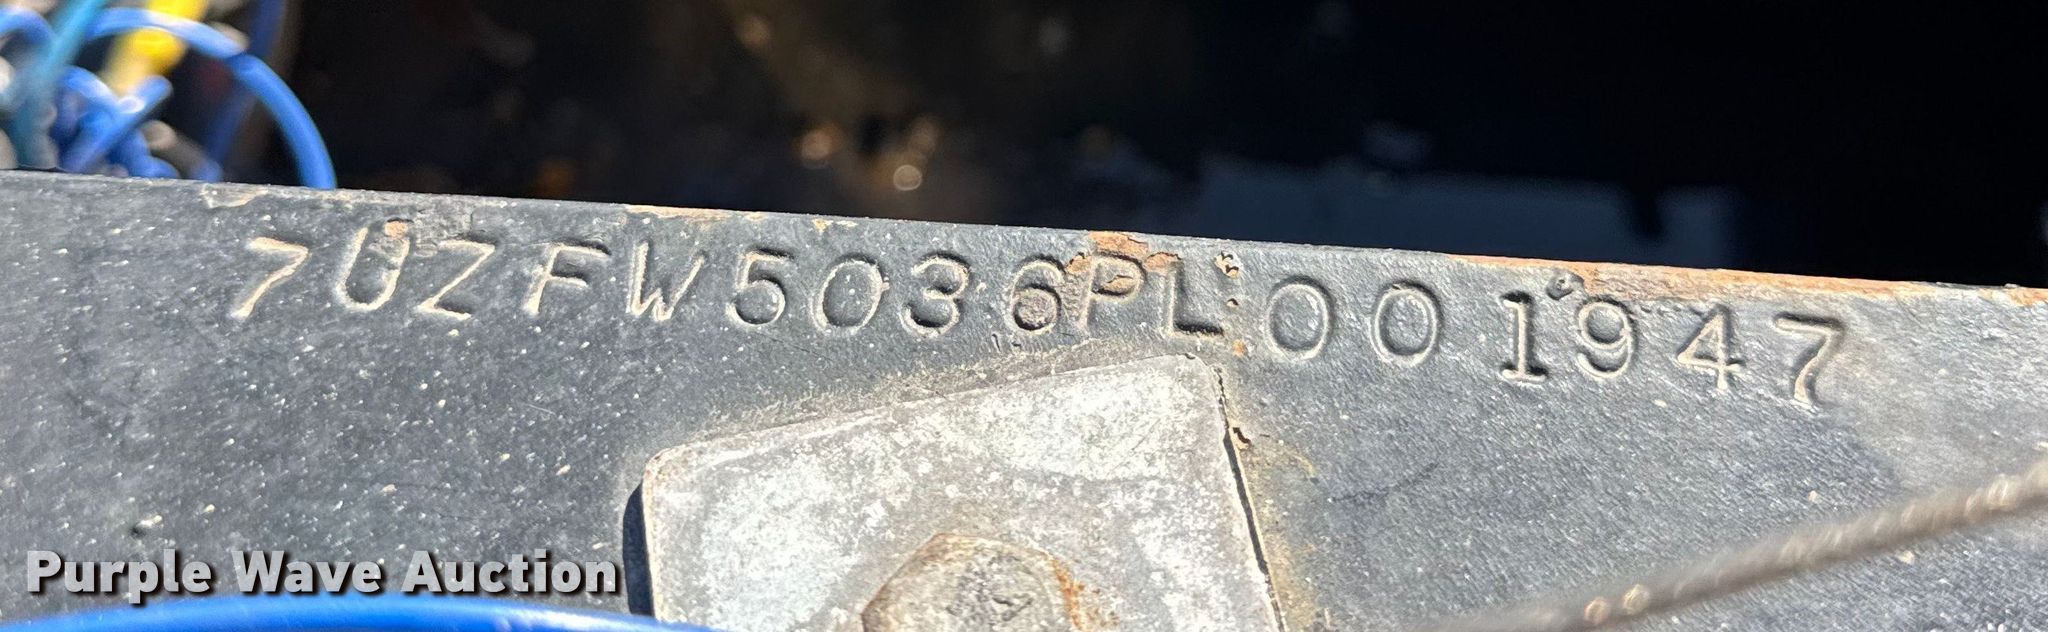 7UZFW5036PL001947
Purple Wave Auction